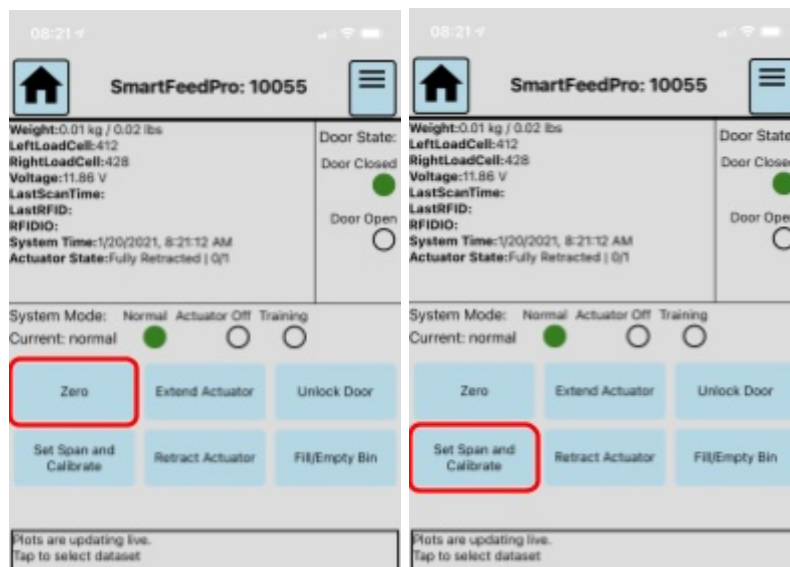 08:21
SmartFeedPro: 10055
Weight:0.01 kg / 0.02 lbs
LeftLoadCell:412
RightLoadCell:428
Voltage:11.86 V
LastScanTime:
LastRFID:
RFIDIO:
System Time:1/20/2021, 8:21:12 AM
Actuator State:Fully Retracted | 0/1
Door State:
Door Closed
Door Open
System Mode: Normal Actuator Off Training
Current: normal
Zero Extend Actuator Unlock Door
Set Span and
Calibrate Retract Actuator Fill/Empty Bin
Plots are updating live.
Tap to select dataset
08:21
SmartFeedPro: 10055
Weight:0.01 kg / 0.02 lbs
LeftLoadCell:412
RightLoadCell:428
Voltage:11.86 V
LastScanTime:
LastRFID:
RFIDIO:
System Time:1/20/2021, 8:21:12 AM
Actuator State:Fully Retracted | 0/1
Door State
Door Close
Door Ope
System Mode: Normal Actuator Off Training
Current: normal
Zero Extend Actuator Unlock Door
Set Span and
Calibrate Retract Actuator Fill/Empty Bin
Plots are updating live.
Tap to select dataset